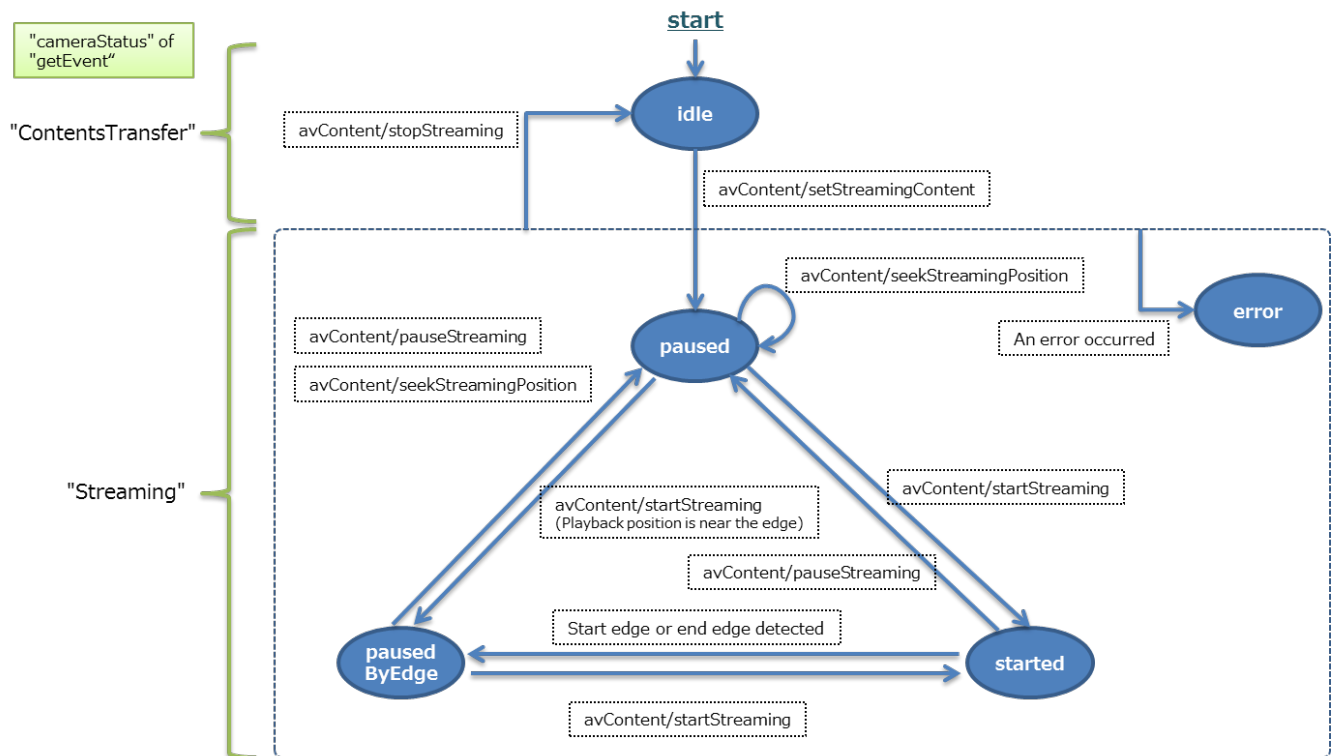 start
"cameraStatus" of
"getEvent“
idle
"ContentsTransfer"
avContent/stopStreaming
avContent/setStreamingContent
avContent/seekStreamingPosition
error
avContent/pauseStreaming
An error occurred
paused
avContent/seekStreamingPosition
"Streaming"
avContent/startStreaming
avContent/startStreaming
(Playback position is near the edge)
avContent/pauseStreaming
Start edge or end edge detected
paused
ByEdge
started
avContent/startStreaming